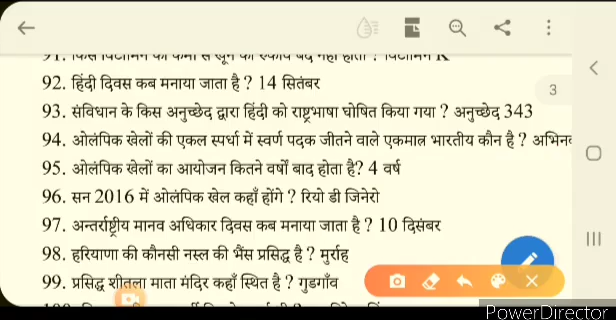 92. हिंदी दिवस कब मनाया जाता है ? 14 सितंबर
3
93. संविधान के किस अनुच्छेद द्वारा हिंदी को राष्ट्रभाषा घोषित किया गया ? अनुच्छेद 343
94. ओलंपिक खेलों की एकल स्पर्धा में स्वर्ण पदक जीतने वाले एकमात्र भारतीय कौन है ?
95. ओलंपिक खेलों का आयोजन कितने वर्षों बाद होता है? 4 वर्ष
96. सन 2016 में ओलंपिक खेल कहाँ होंगे ? रियो डी जिनेरो
97. अन्तर्राष्ट्रीय मानव अधिकार दिवस कब मनाया जाता है ? 10 दिसंबर
98. हरियाणा की कौनसी नस्ल की भैंस प्रसिद्ध है ? मुर्राह
99. प्रसिद्ध शीतला माता मंदिर कहाँ स्थित है ? गुडगाँव
PowerDirector